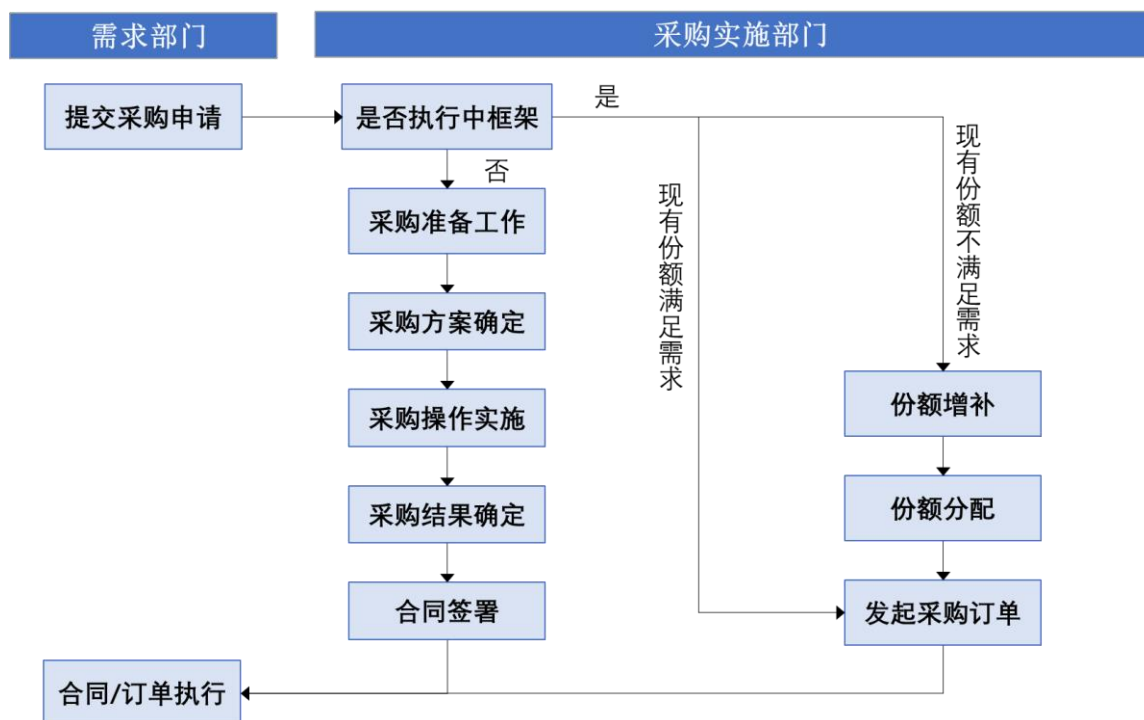 需求部门
采购实施部门
提交采购申请
是否执行中框架
是
否
采购准备工作
采购方案确定
采购操作实施
采购结果确定
合同签署
现有份额满足需求
现有份额不满足需求
份额增补
份额分配
发起采购订单
合同/订单执行